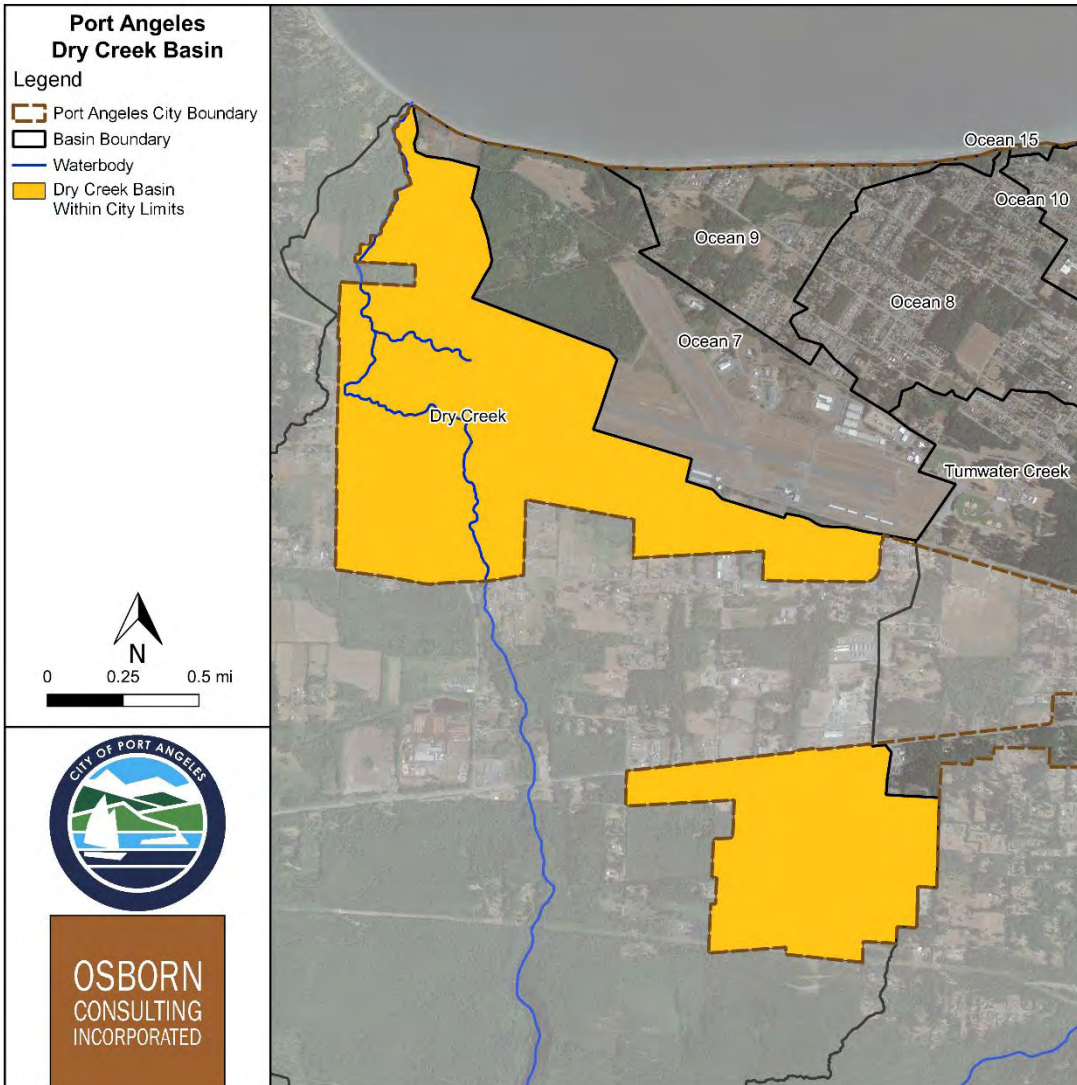 Port Angeles
Dry Creek Basin
Legend
Port Angeles City Boundary
Basin Boundary
Waterbody
Dry Creek Basin
Within City Limits
N
0 0.25 0.5 mi
CITY OF PORT ANGELES
OSBORN
CONSULTING
INCORPORATED
Ocean 15
Ocean 10
Ocean 9
Ocean 8
Ocean 7
Dry Creek
Tumwater Creek